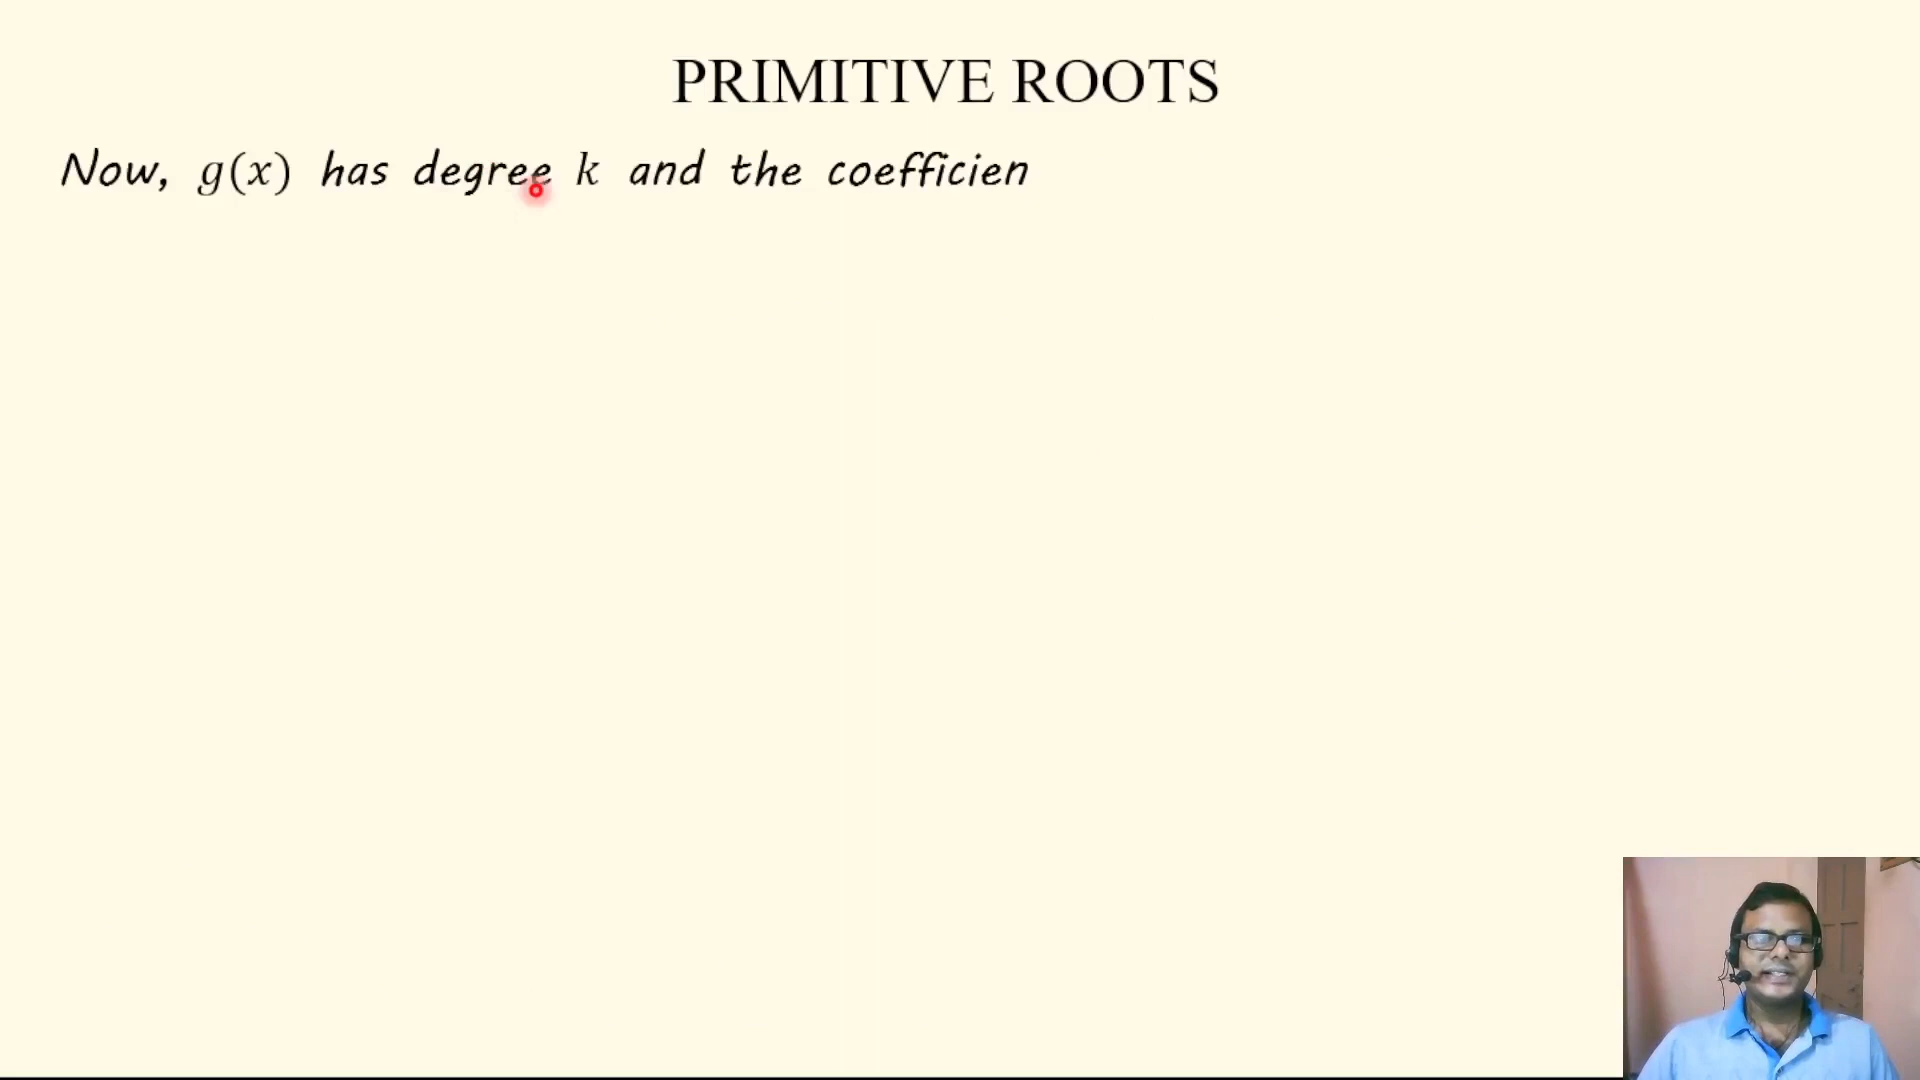 PRIMITIVE ROOTS
Now, g(x) has degree k and the coefficien